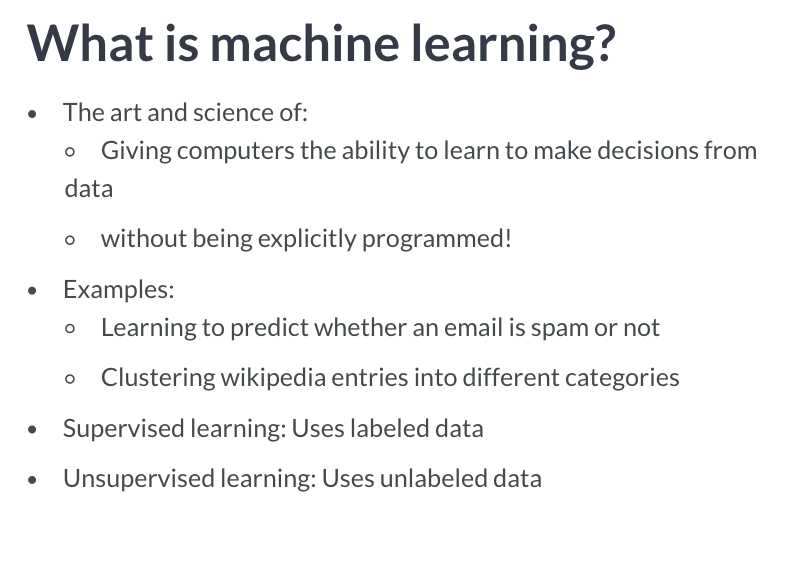 What is machine learning?
• The art and science of:
◦ Giving computers the ability to learn to make decisions from
data
◦ without being explicitly programmed!
• Examples:
◦ Learning to predict whether an email is spam or not
◦ Clustering wikipedia entries into different categories
• Supervised learning: Uses labeled data
• Unsupervised learning: Uses unlabeled data